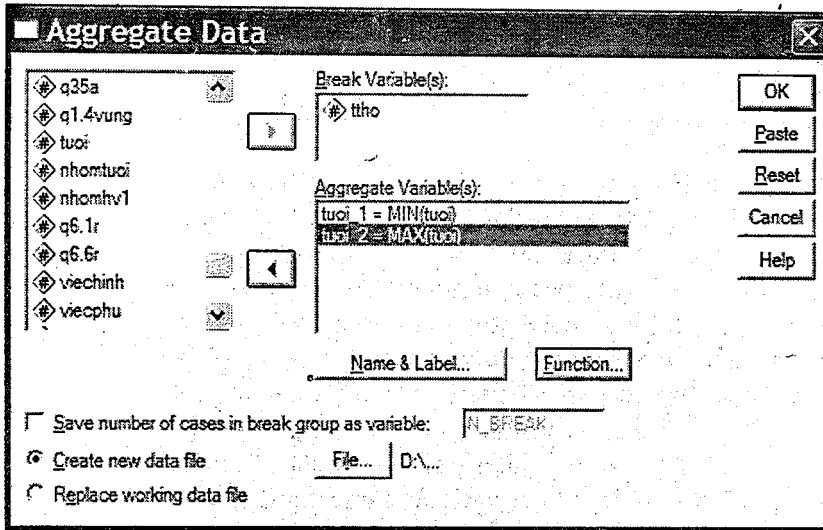 Aggregate Data
q35a
q1.4vung
tuoi
nhomtuoi
nhomhv1
q6.1r
q6.6r
viechinh
viecphu
Break Variable(s):
ttho
Aggregate Variable(s):
tuoi_1 = MIN(tuoi)
tuoi_2 = MAX(tuoi)
Name & Label...
Function...
OK
Paste
Reset
Cancel
Help
Save number of cases in break group as variable:
N_BREAK
Create new data file
File...
D:\...
Replace working data file